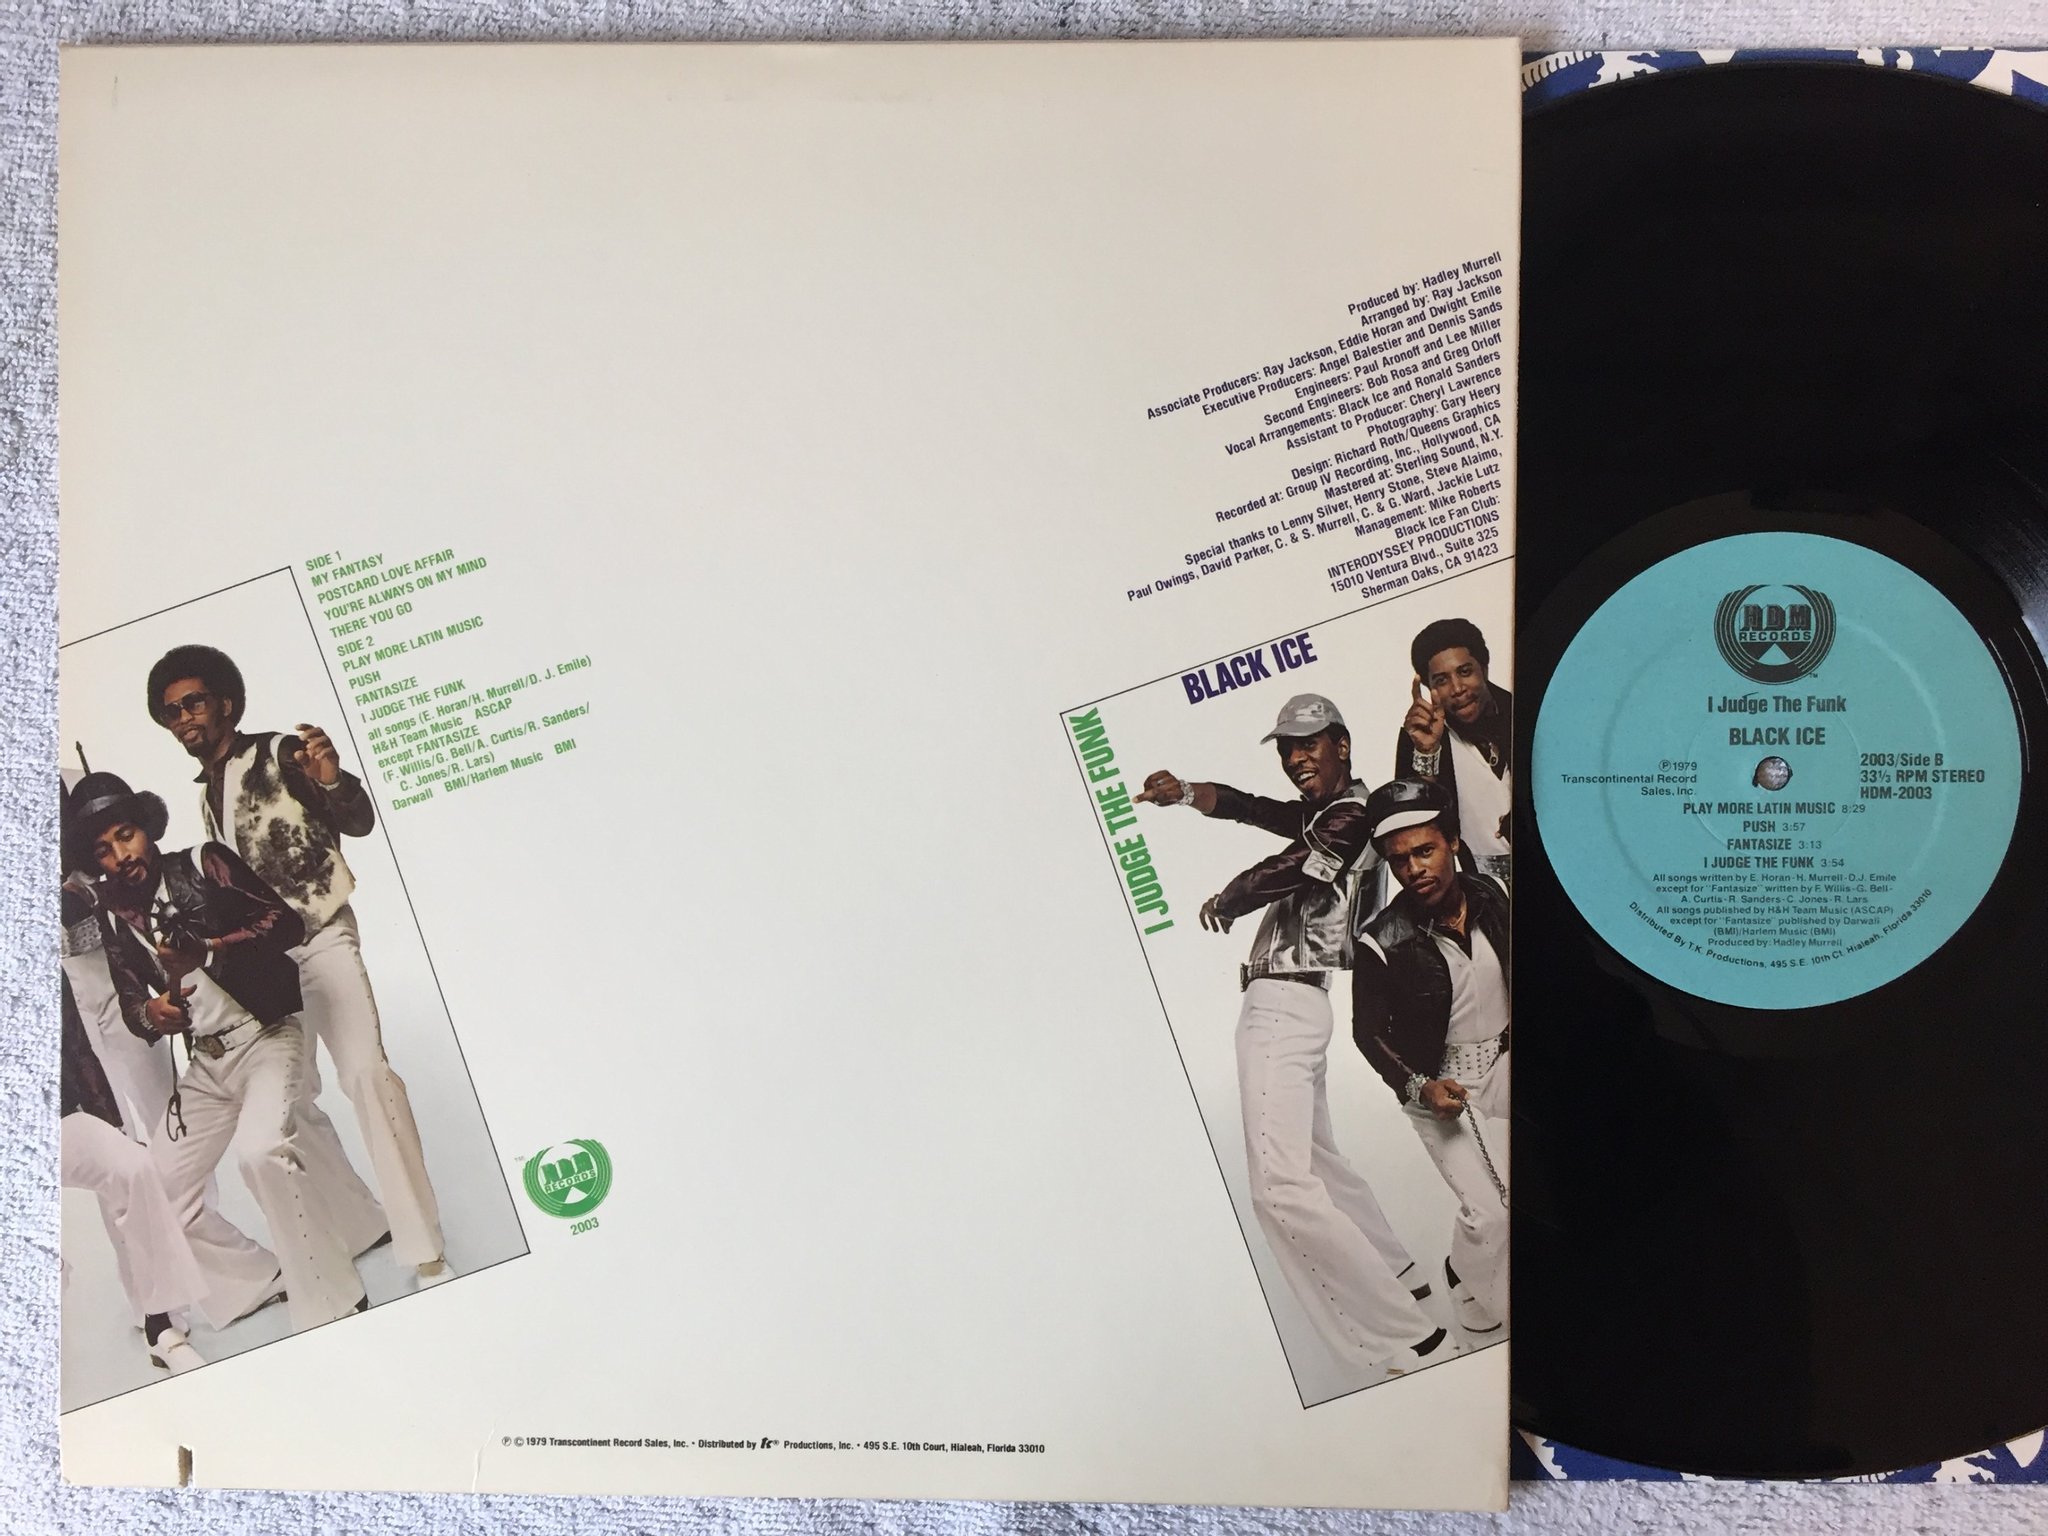 Produced by: Hadley Murrell
Arranged by: Ray Jackson
Associate Producers: Ray Jackson, Eddie Horan and Dwight Emile
Executive Producers: Angel Balestier and Dennis Sands
Engineers: Paul Aronoff and Lee Miller
Second Engineers: Bob Rosa and Greg Orloff
Vocal Arrangements: Black Ice and Ronald Sanders
Assistant to Producer: Cheryl Lawrence
Photography: Gary Heery
Design: Richard Roth/Queens Graphics
Recorded at: Group IV Recording, Inc., Hollywood, CA
Mastered at: Sterling Sound, N.Y.
Special thanks to Lenny Silver, Henry Stone, Steve Alaimo,
Paul Owings, David Parker, C. & S. Murrell, C. & G. Ward, Jackie Lutz
Management: Mike Roberts
Black Ice Fan Club:
INTERODYSSEY PRODUCTIONS
15010 Ventura Blvd., Suite 325
Sherman Oaks, CA 91423
SIDE 1
MY FANTASY
POSTCARD LOVE AFFAIR
YOU'RE ALWAYS ON MY MIND
THERE YOU GO
SIDE 2
PLAY MORE LATIN MUSIC
PUSH
FANTASIZE
I JUDGE THE FUNK
all songs (E. Horan/H. Murrell/D. J. Emile)
H&H Team Music ASCAP
except FANTASIZE
(F. Willis/G. Bell/A. Curtis/R. Sanders/
C. Jones/R. Lars)
Darwall BMI/Harlem Music BMI
BLACK ICE
I JUDGE THE FUNK
TM
HDM
RECORDS
2003
℗ © 1979 Transcontinent Record Sales, Inc. • Distributed by TK® Productions, Inc. • 495 S.E. 10th Court, Hialeah, Florida 33010
HDM
RECORDS
TM
I Judge The Funk
BLACK ICE
℗ 1979
Transcontinental Record
Sales, Inc.
2003/Side B
33⅓ RPM STEREO
HDM-2003
PLAY MORE LATIN MUSIC 8:29
PUSH 3:57
FANTASIZE 3:13
I JUDGE THE FUNK 3:54
All songs written by E. Horan-H. Murrell-D.J. Emile
except for "Fantasize" written by F. Willis-G. Bell-
A. Curtis-R. Sanders-C. Jones-R. Lars
All songs published by H&H Team Music (ASCAP)
except for "Fantasize" published by Darwall
(BMI)/Harlem Music (BMI)
Produced by: Hadley Murrell
Distributed By T.K. Productions, 495 S.E. 10th Ct. Hialeah, Florida 33010